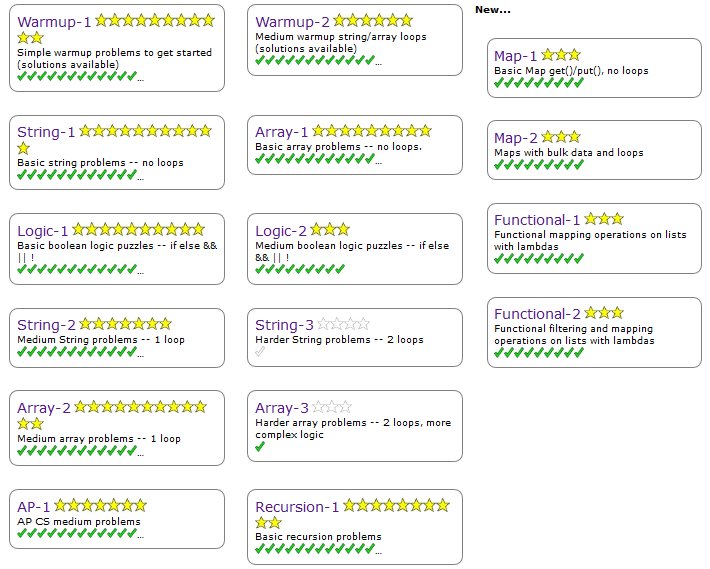 Warmup-1
Simple warmup problems to get started
(solutions available)
...
Warmup-2
Medium warmup string/array loops
(solutions available)
...
New...
Map-1
Basic Map get()/put(), no loops
String-1
Basic string problems -- no loops
...
Array-1
Basic array problems -- no loops.
...
Map-2
Maps with bulk data and loops
Logic-1
Basic boolean logic puzzles -- if else &&
|| !
...
Logic-2
Medium boolean logic puzzles -- if else
&& || !
Functional-1
Functional mapping operations on lists
with lambdas
String-2
Medium String problems -- 1 loop
...
String-3
Harder String problems -- 2 loops
Functional-2
Functional filtering and mapping
operations on lists with lambdas
Array-2
Medium array problems -- 1 loop
...
Array-3
Harder array problems -- 2 loops, more
complex logic
AP-1
AP CS medium problems
...
Recursion-1
Basic recursion problems
...